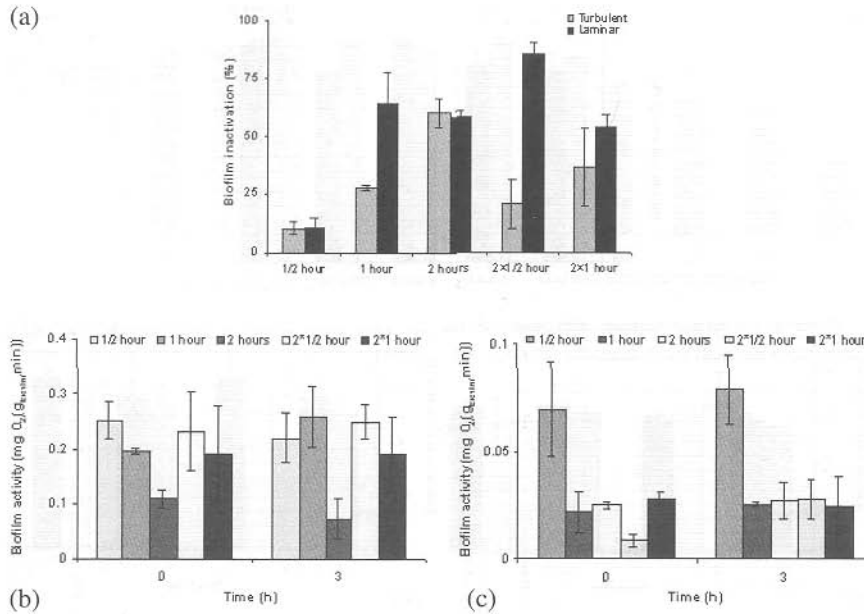 (a)
Turbulent
Laminar
Biofilm inactivation (%)
100
75
50
25
0
1/2 hour
1 hour
2 hours
2×1/2 hour
2×1 hour
(b)
1/2 hour 1 hour 2 hours 2*1/2 hour 2*1 hour
Biofilm activity (mg O2(g min))
0.4
0.3
0.2
0.1
0
0
3
Time (h)
(c)
1/2 hour 1 hour 2 hours 2*1/2 hour 2*1 hour
Biofilm activity (mg O2(g min))
0.1
0.05
0
0
3
Time (h)